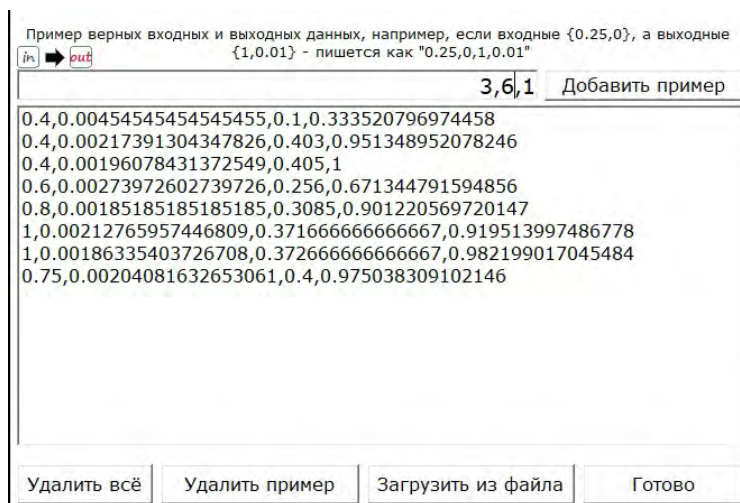 Пример верных входных и выходных данных, например, если входные {0.25,0}, а выходные
{1,0.01} - пишется как "0.25,0,1,0.01"
in out
3,6,1 Добавить пример
0.4,0.00454545454545455,0.1,0.333520796974458
0.4,0.00217391304347826,0.403,0.951348952078246
0.4,0.00196078431372549,0.405,1
0.6,0.00273972602739726,0.256,0.671344791594856
0.8,0.00185185185185185,0.3085,0.901220569720147
1,0.00212765957446809,0.371666666666667,0.919513997486778
1,0.00186335403726708,0.372666666666667,0.982199017045484
0.75,0.00204081632653061,0.4,0.975038309102146
Удалить всё Удалить пример Загрузить из файла Готово